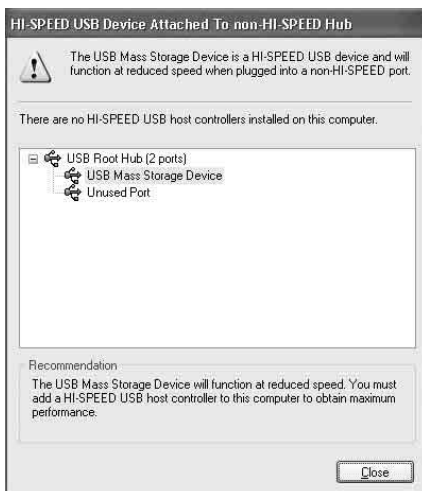 HI-SPEED USB Device Attached To non-HI-SPEED Hub
The USB Mass Storage Device is a HI-SPEED USB device and will
function at reduced speed when plugged into a non-HI-SPEED port.
There are no HI-SPEED USB host controllers installed on this computer.
USB Root Hub (2 ports)
USB Mass Storage Device
Unused Port
Recommendation
The USB Mass Storage Device will function at reduced speed. You must
add a HI-SPEED USB host controller to this computer to obtain maximum
performance.
Close